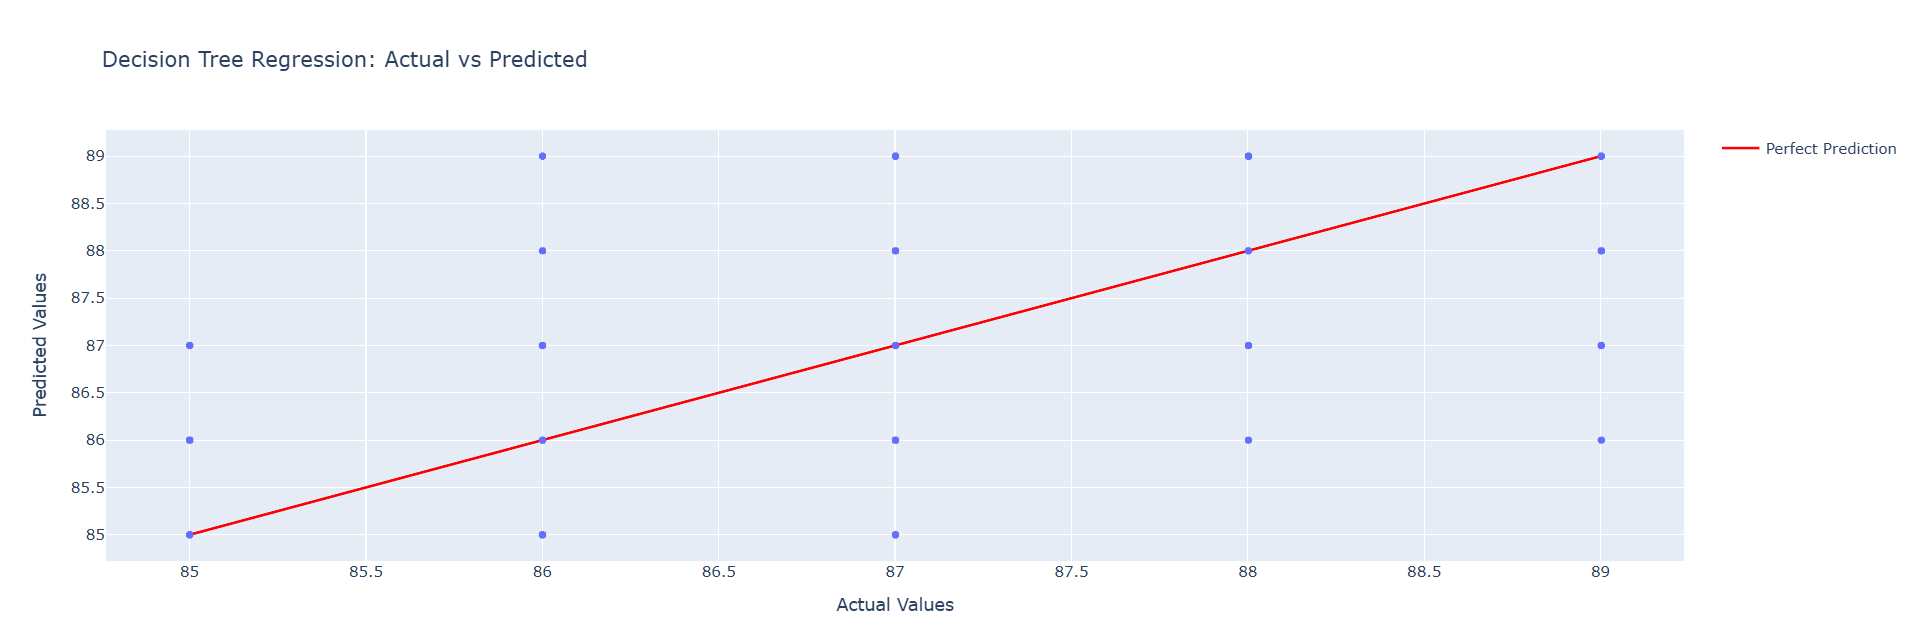 Decision Tree Regression: Actual vs Predicted
Perfect Prediction
Predicted Values
89
88.5
88
87.5
87
86.5
86
85.5
85
85 85.5 86 86.5 87 87.5 88 88.5 89
Actual Values